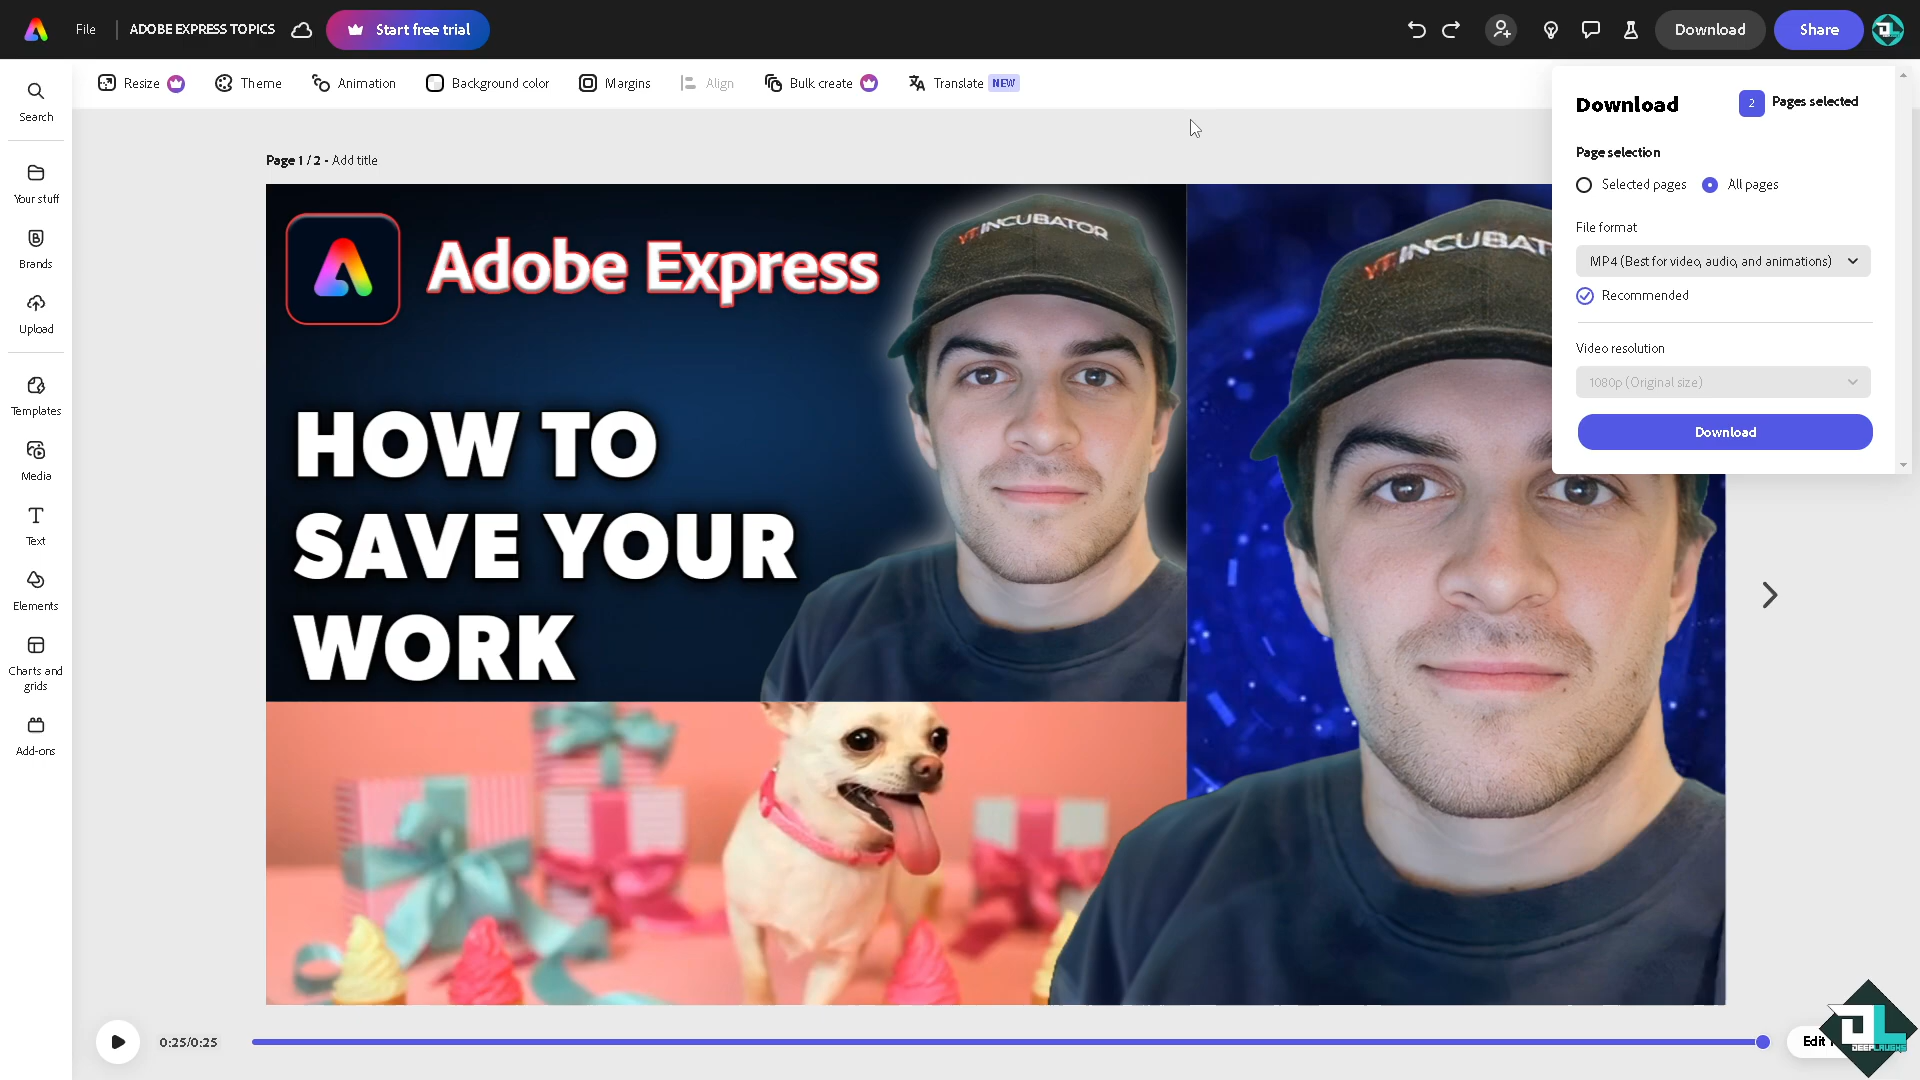 File
ADOBE EXPRESS TOPICS
Start free trial
Download
Share
Resize
Theme
Animation
Background color
Margins
Align
Bulk create
Translate NEW
Search
Your stuff
Brands
Upload
Templates
Media
Text
Elements
Charts and
grids
Add-ons
Page 1 / 2 - Add title
Adobe Express
HOW TO
SAVE YOUR
WORK
YTINCUBATOR
YTINCUBAT
Download
2 Pages selected
Page selection
Selected pages
All pages
File format
MP4 (Best for video, audio, and animations)
Recommended
Video resolution
1080p (Original size)
Download
0:25/0:25
Edit
DEEPLAUGHS